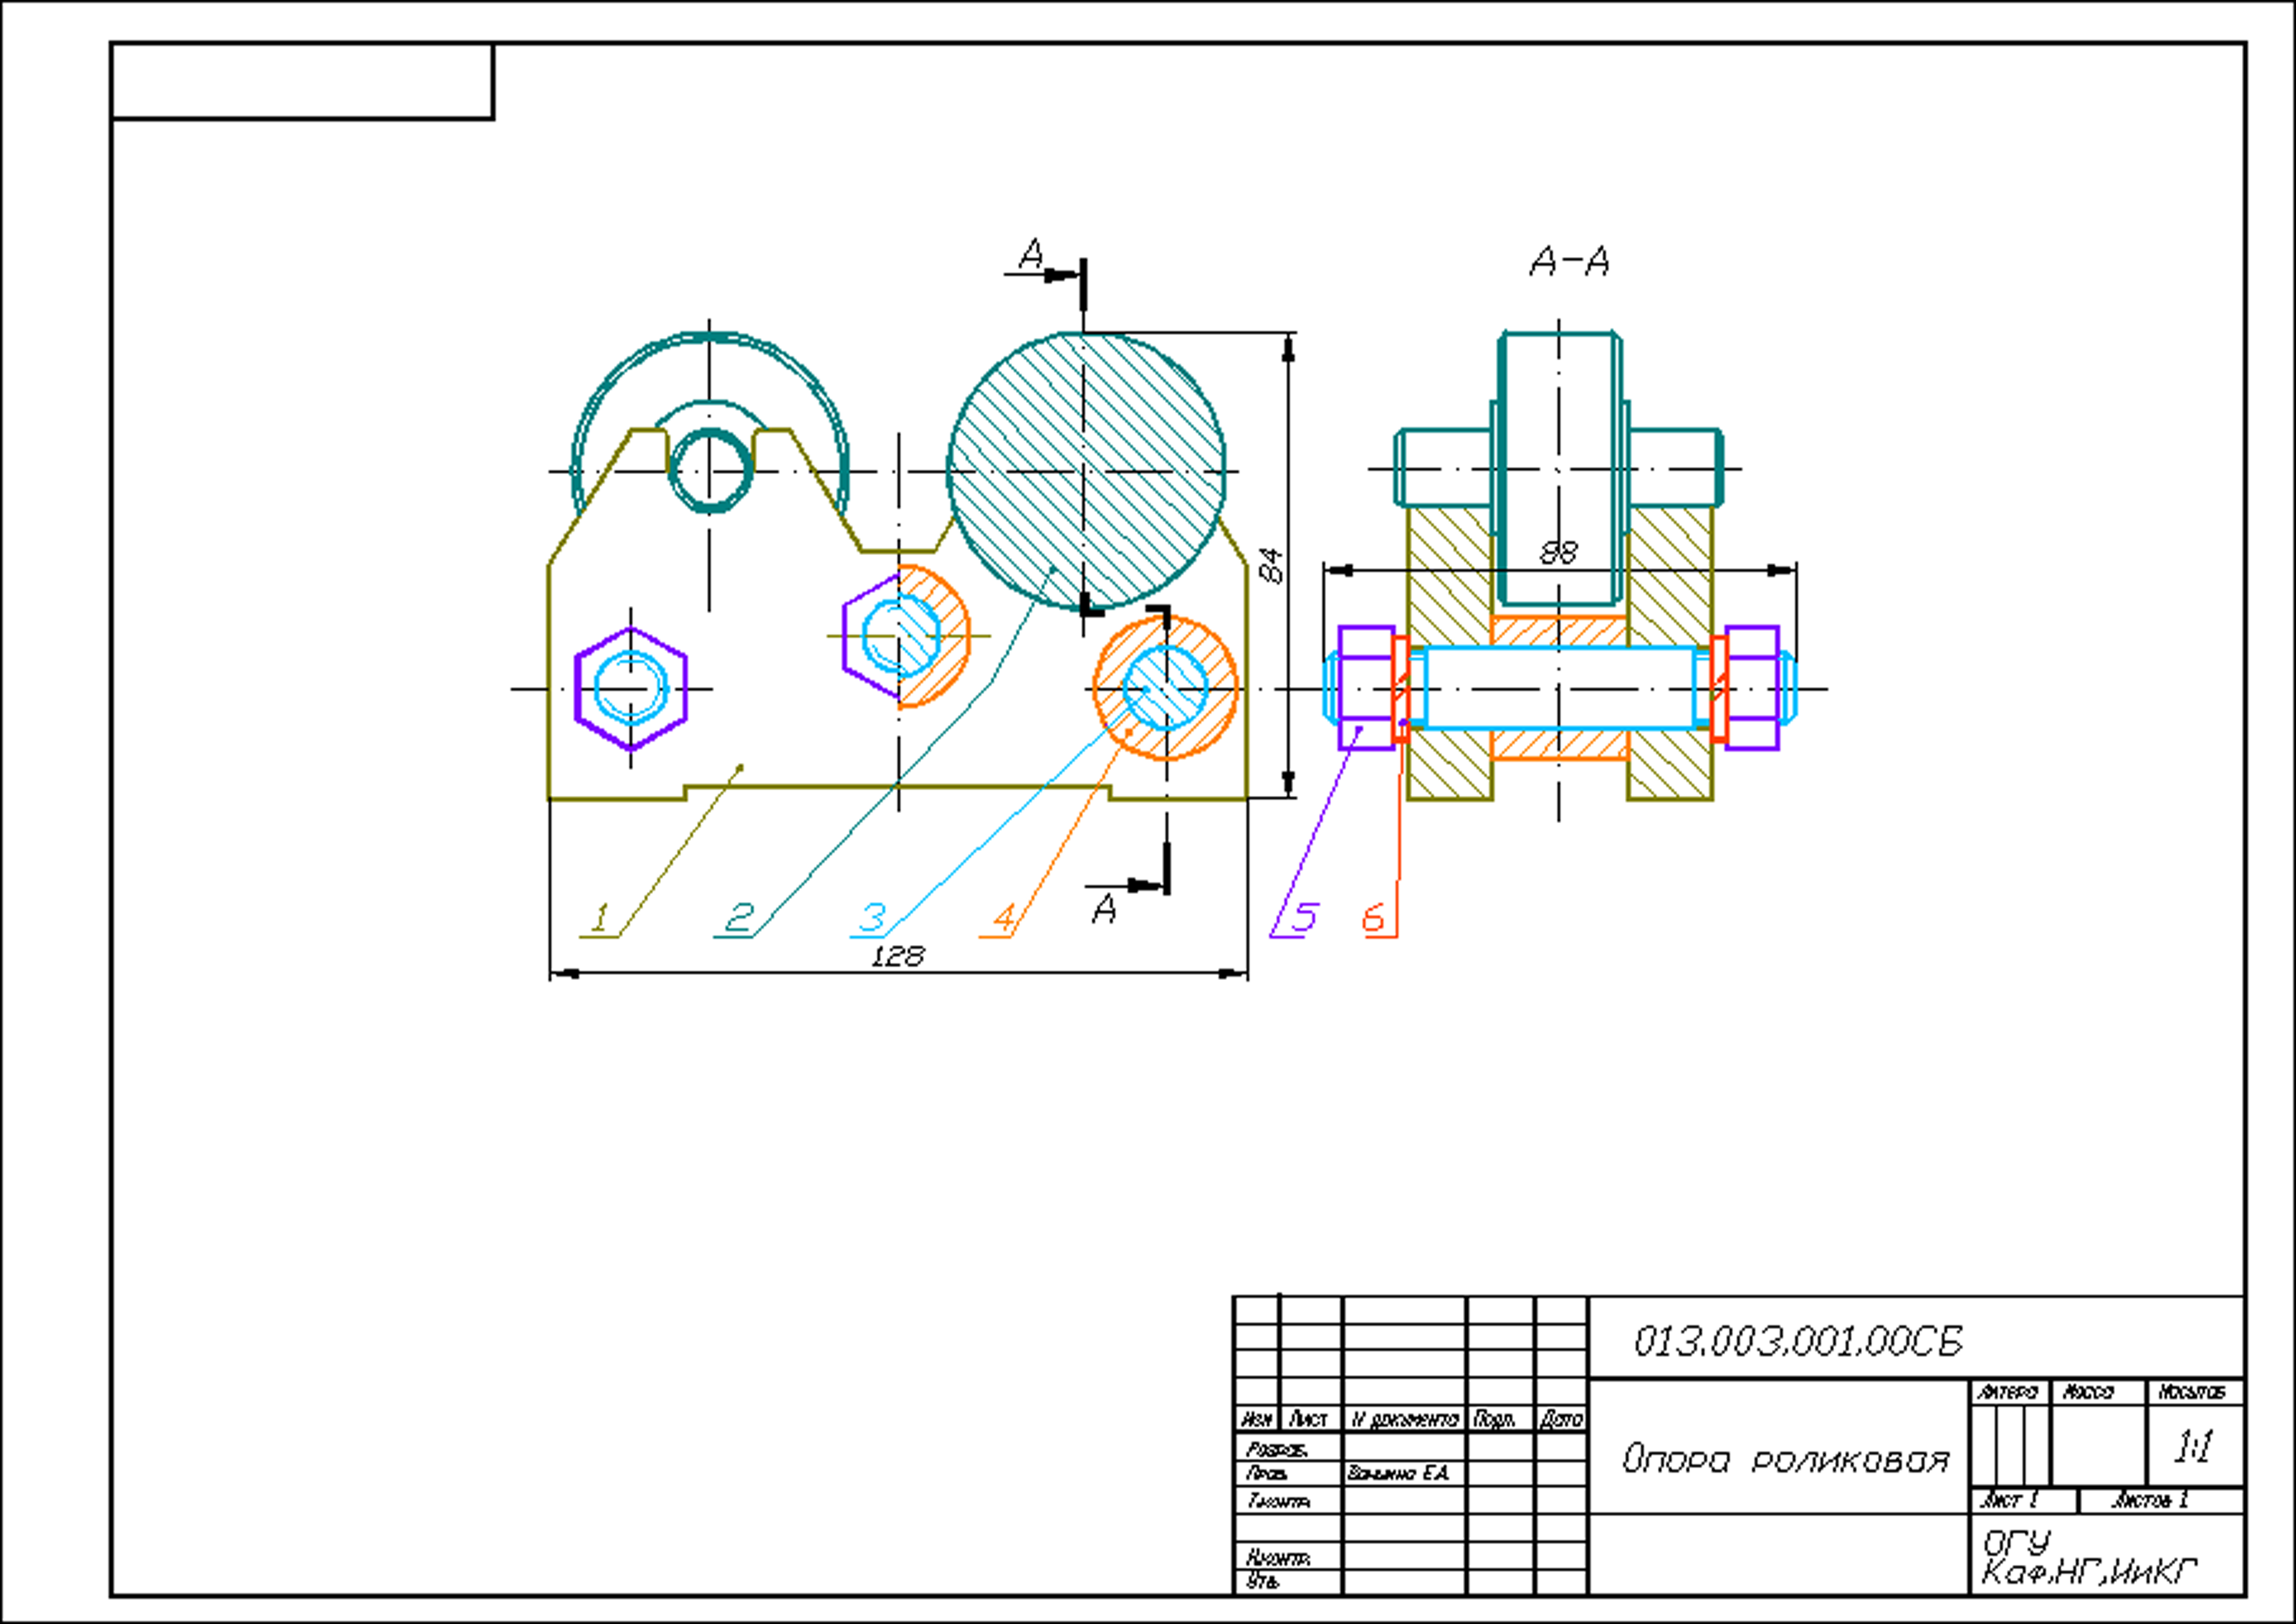 А
А-А
84
88
1
2
3
4
А
5
6
128
013.003.001.00СБ
Литера
Масса
Масштаб
Изм
Лист
N документа
Подп.
Дата
Разраб.
Опора роликовая
1:1
Пров.
Е.А.
Т.контр.
Лист 1
Листов 1
Н.контр.
Утв.
ОГУ
Каф.НГ,ИиКГ